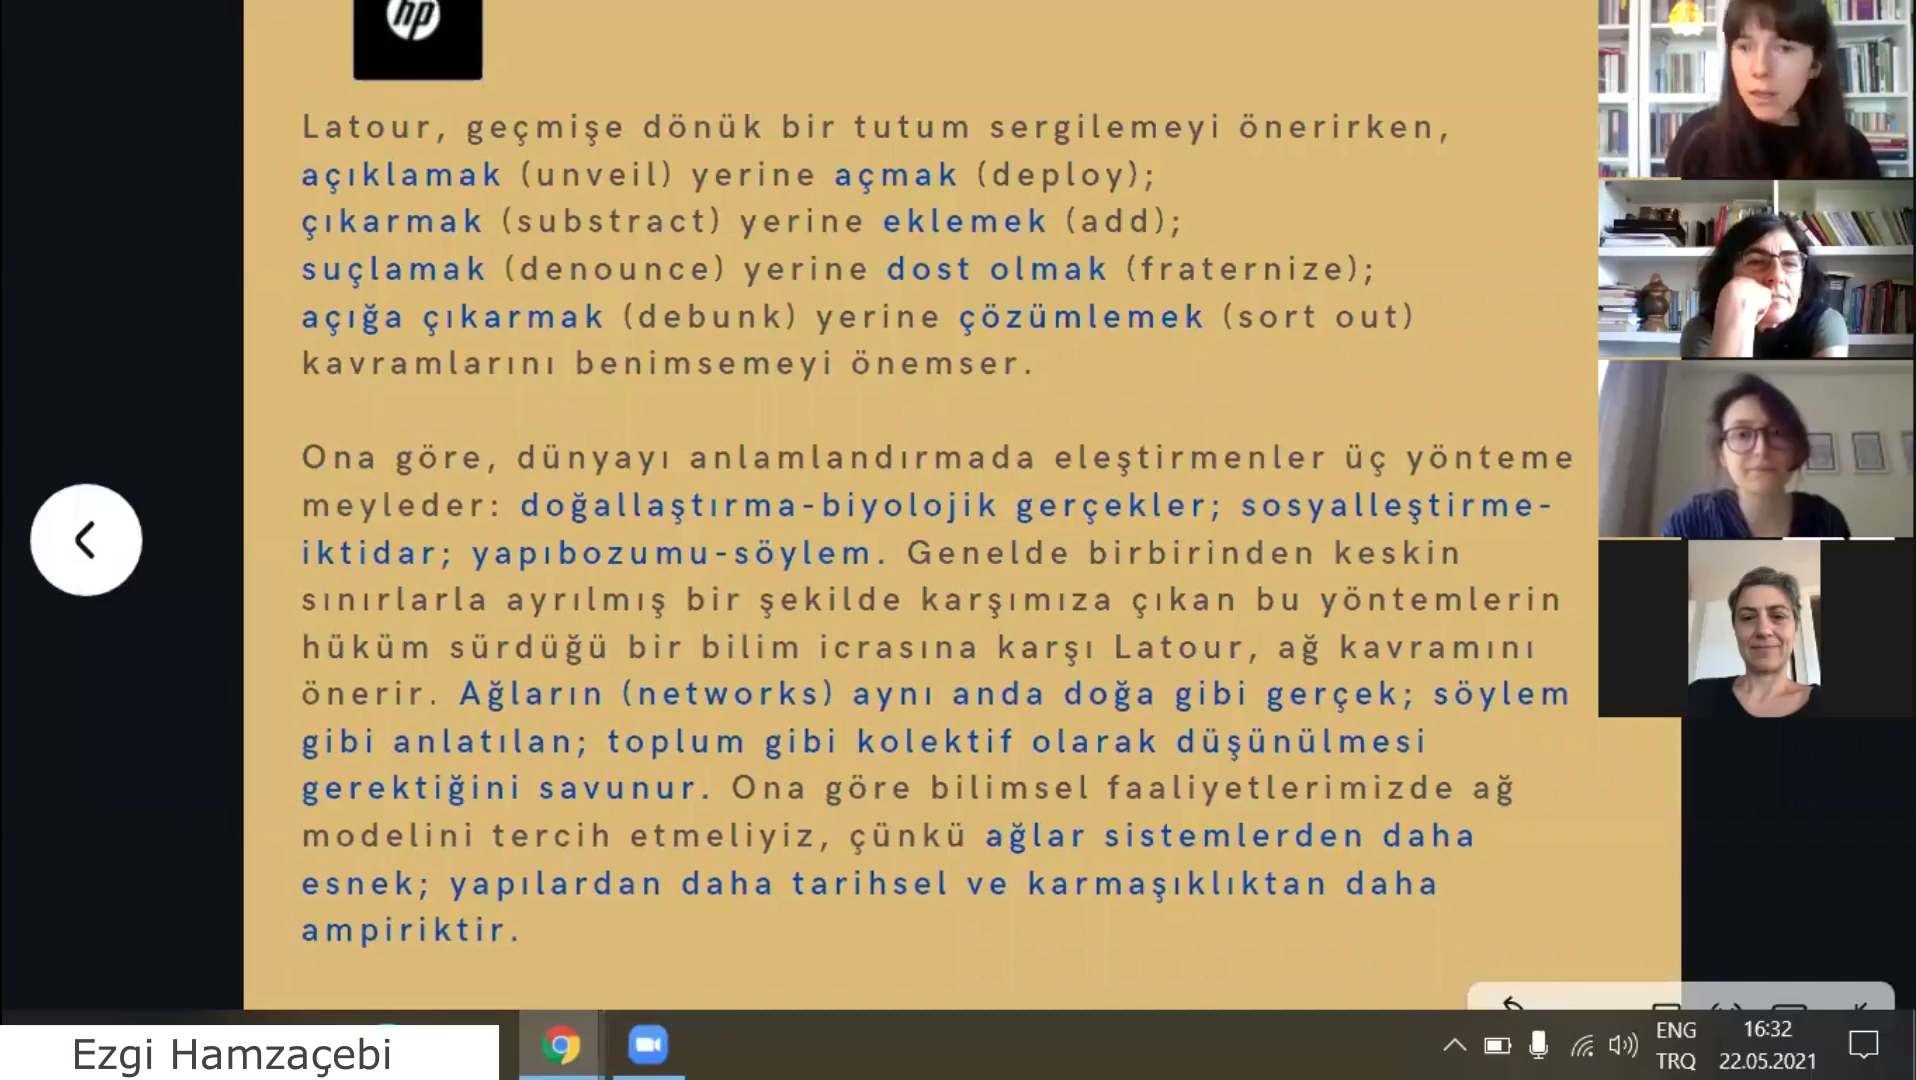 hp
Latour, geçmişe dönük bir tutum sergilemeyi önerirken,
açıklamak (unveil) yerine açmak (deploy);
çıkarmak (substract) yerine eklemek (add);
suçlamak (denounce) yerine dost olmak (fraternize);
açığa çıkarmak (debunk) yerine çözümlemek (sort out)
kavramlarını benimsemeyi önemser.
Ona göre, dünyayı anlamlandırmada eleştirmenler üç yönteme
meyleder: doğallaştırma-biyolojik gerçekler; sosyalleştirme-
iktidar; yapıbozumu-söylem. Genelde birbirinden keskin
sınırlarla ayrılmış bir şekilde karşımıza çıkan bu yöntemlerin
hüküm sürdüğü bir bilim icrasına karşı Latour, ağ kavramını
önerir. Ağların (networks) aynı anda doğa gibi gerçek; söylem
gibi anlatılan; toplum gibi kolektif olarak düşünülmesi
gerektiğini savunur. Ona göre bilimsel faaliyetlerimizde ağ
modelini tercih etmeliyiz, çünkü ağlar sistemlerden daha
esnek; yapılardan daha tarihsel ve karmaşıklıktan daha
ampiriktir.
Ezgi Hamzaçebi
ENG
TRQ
16:32
22.05.2021